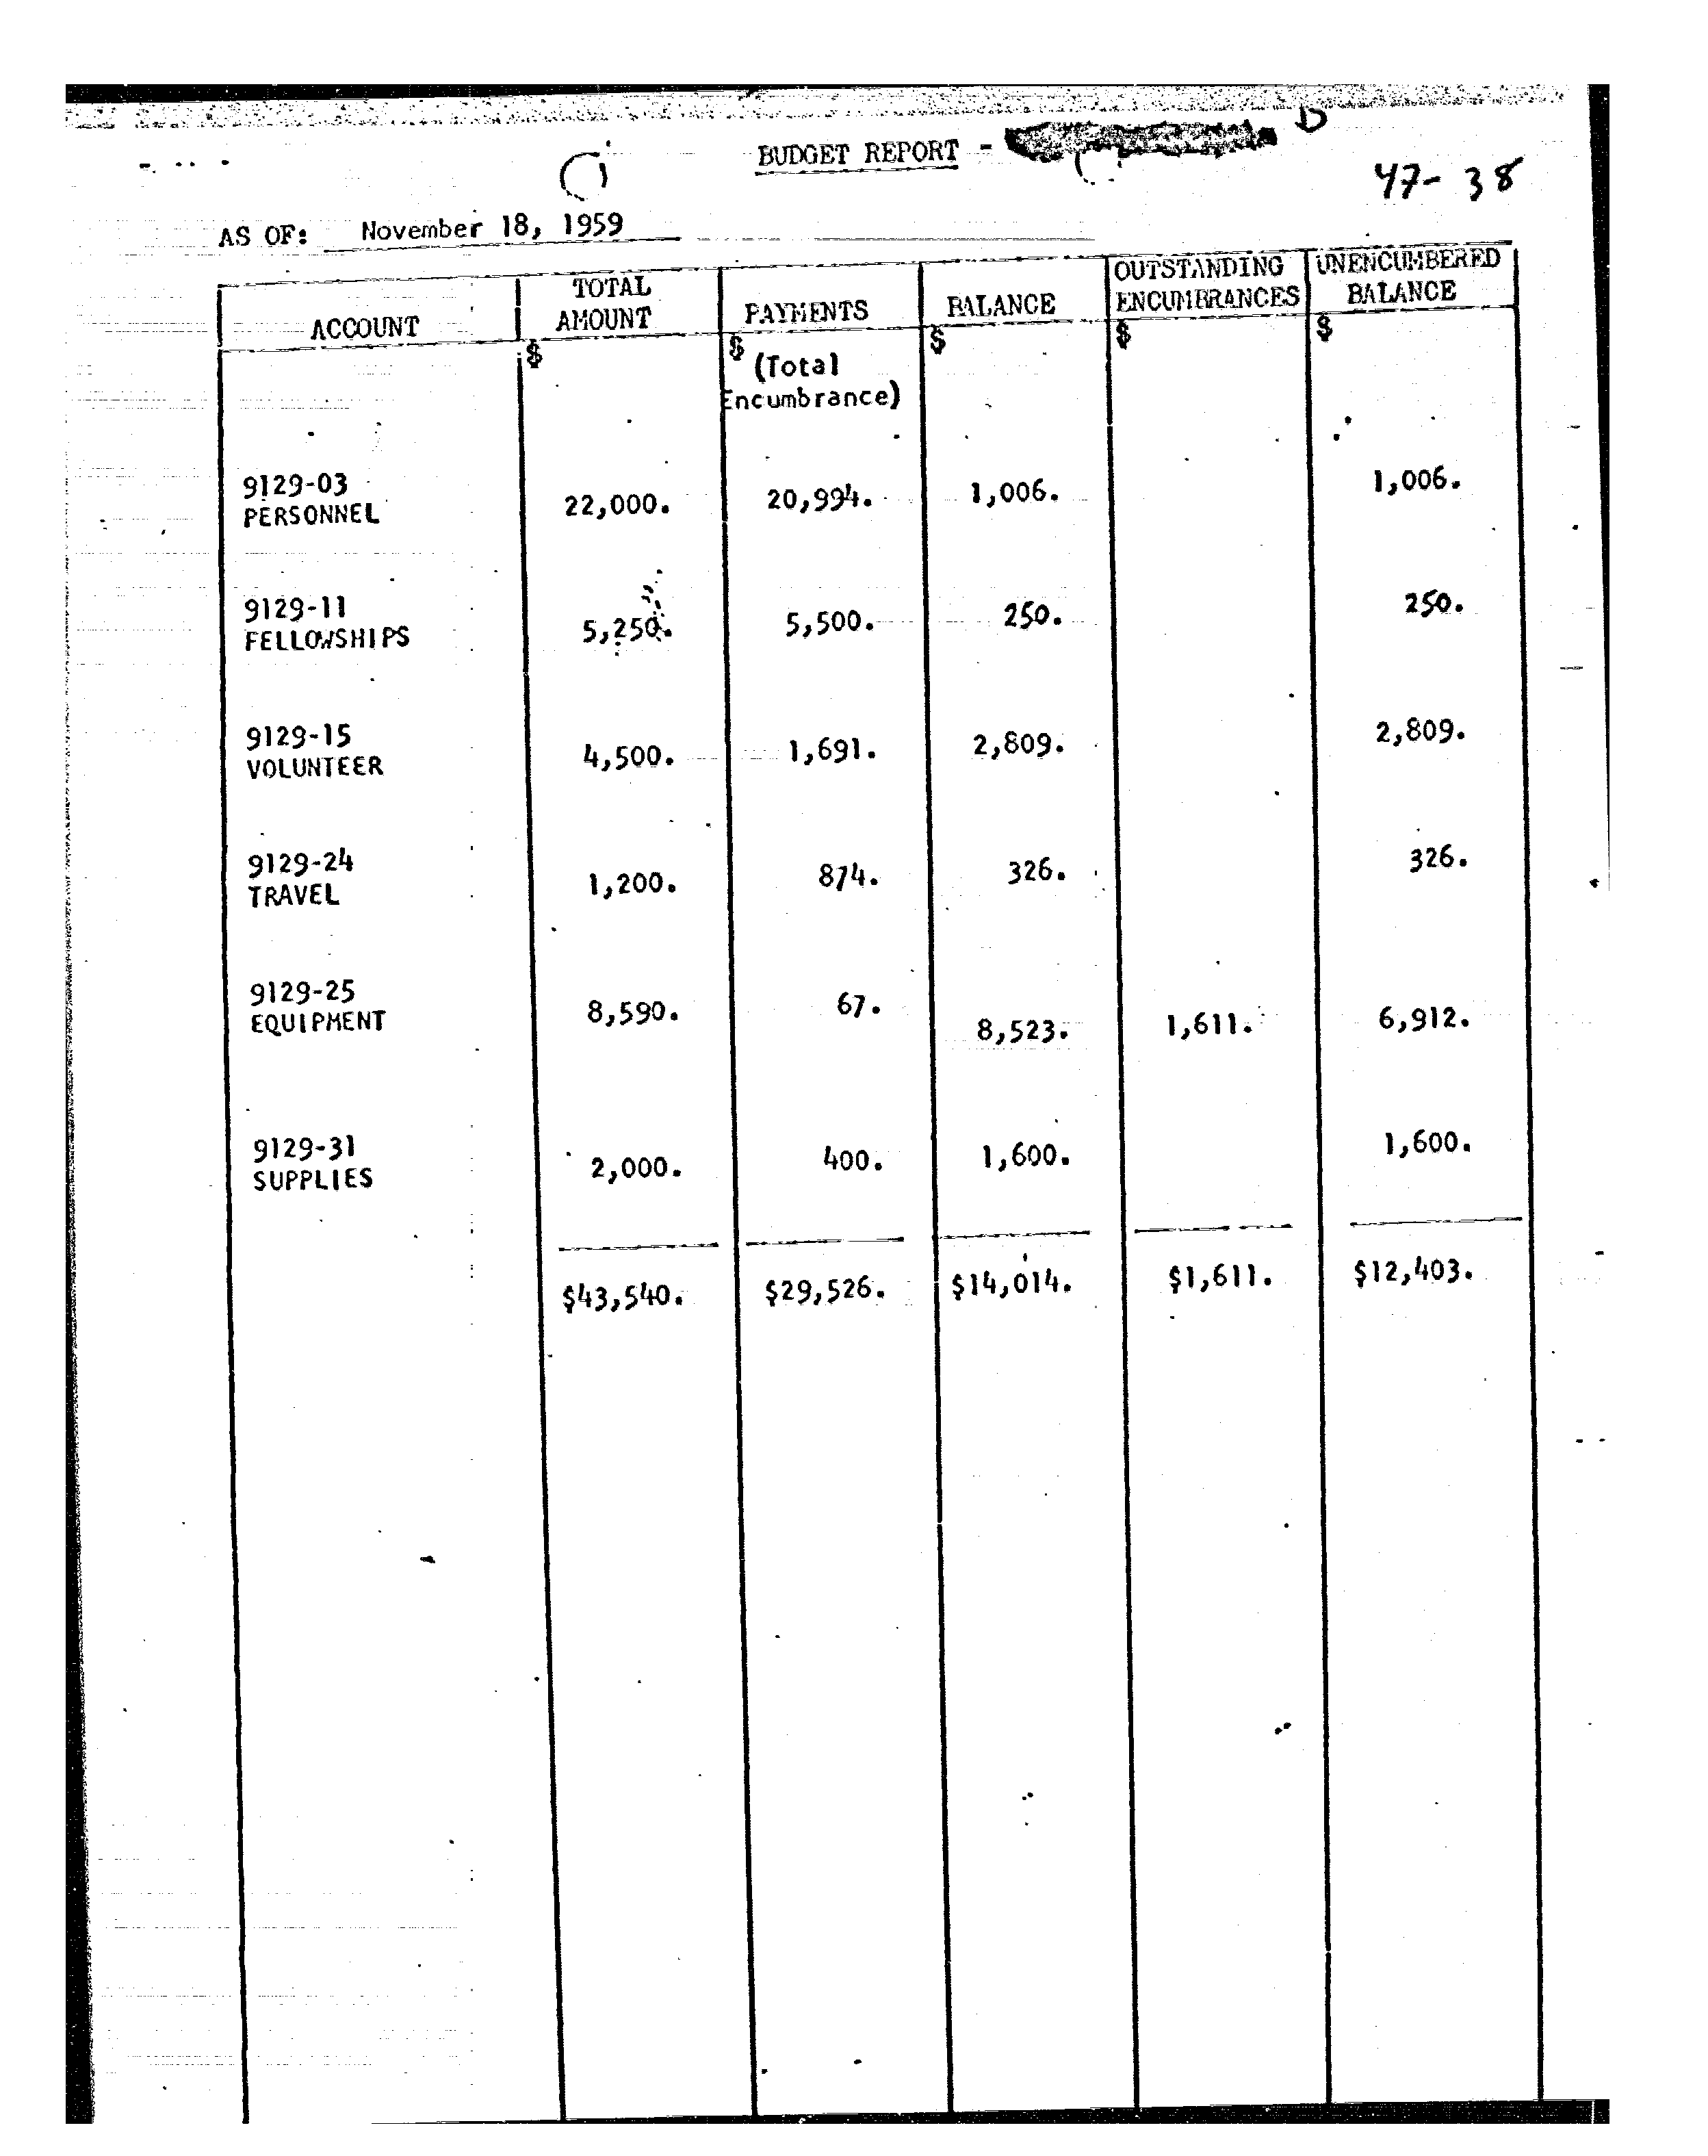 BUDGET REPORT -
47-38
AS OF: November 18, 1959
ACCOUNT TOTAL AMOUNT PAYMENTS BALANCE OUTSTANDING ENCUMBRANCES UNENCUMBERED BALANCE
$ $ $ $ $
(Total
Encumbrance)
9129-03
PERSONNEL 22,000. 20,994. 1,006. 1,006.
9129-11
FELLOWSHIPS 5,250. 5,500. 250. 250.
9129-15
VOLUNTEER 4,500. 1,691. 2,809. 2,809.
9129-24
TRAVEL 1,200. 874. 326. 326.
9129-25
EQUIPMENT 8,590. 67. 8,523. 1,611. 6,912.
9129-31
SUPPLIES 2,000. 400. 1,600. 1,600.
$43,540. $29,526. $14,014. $1,611. $12,403.